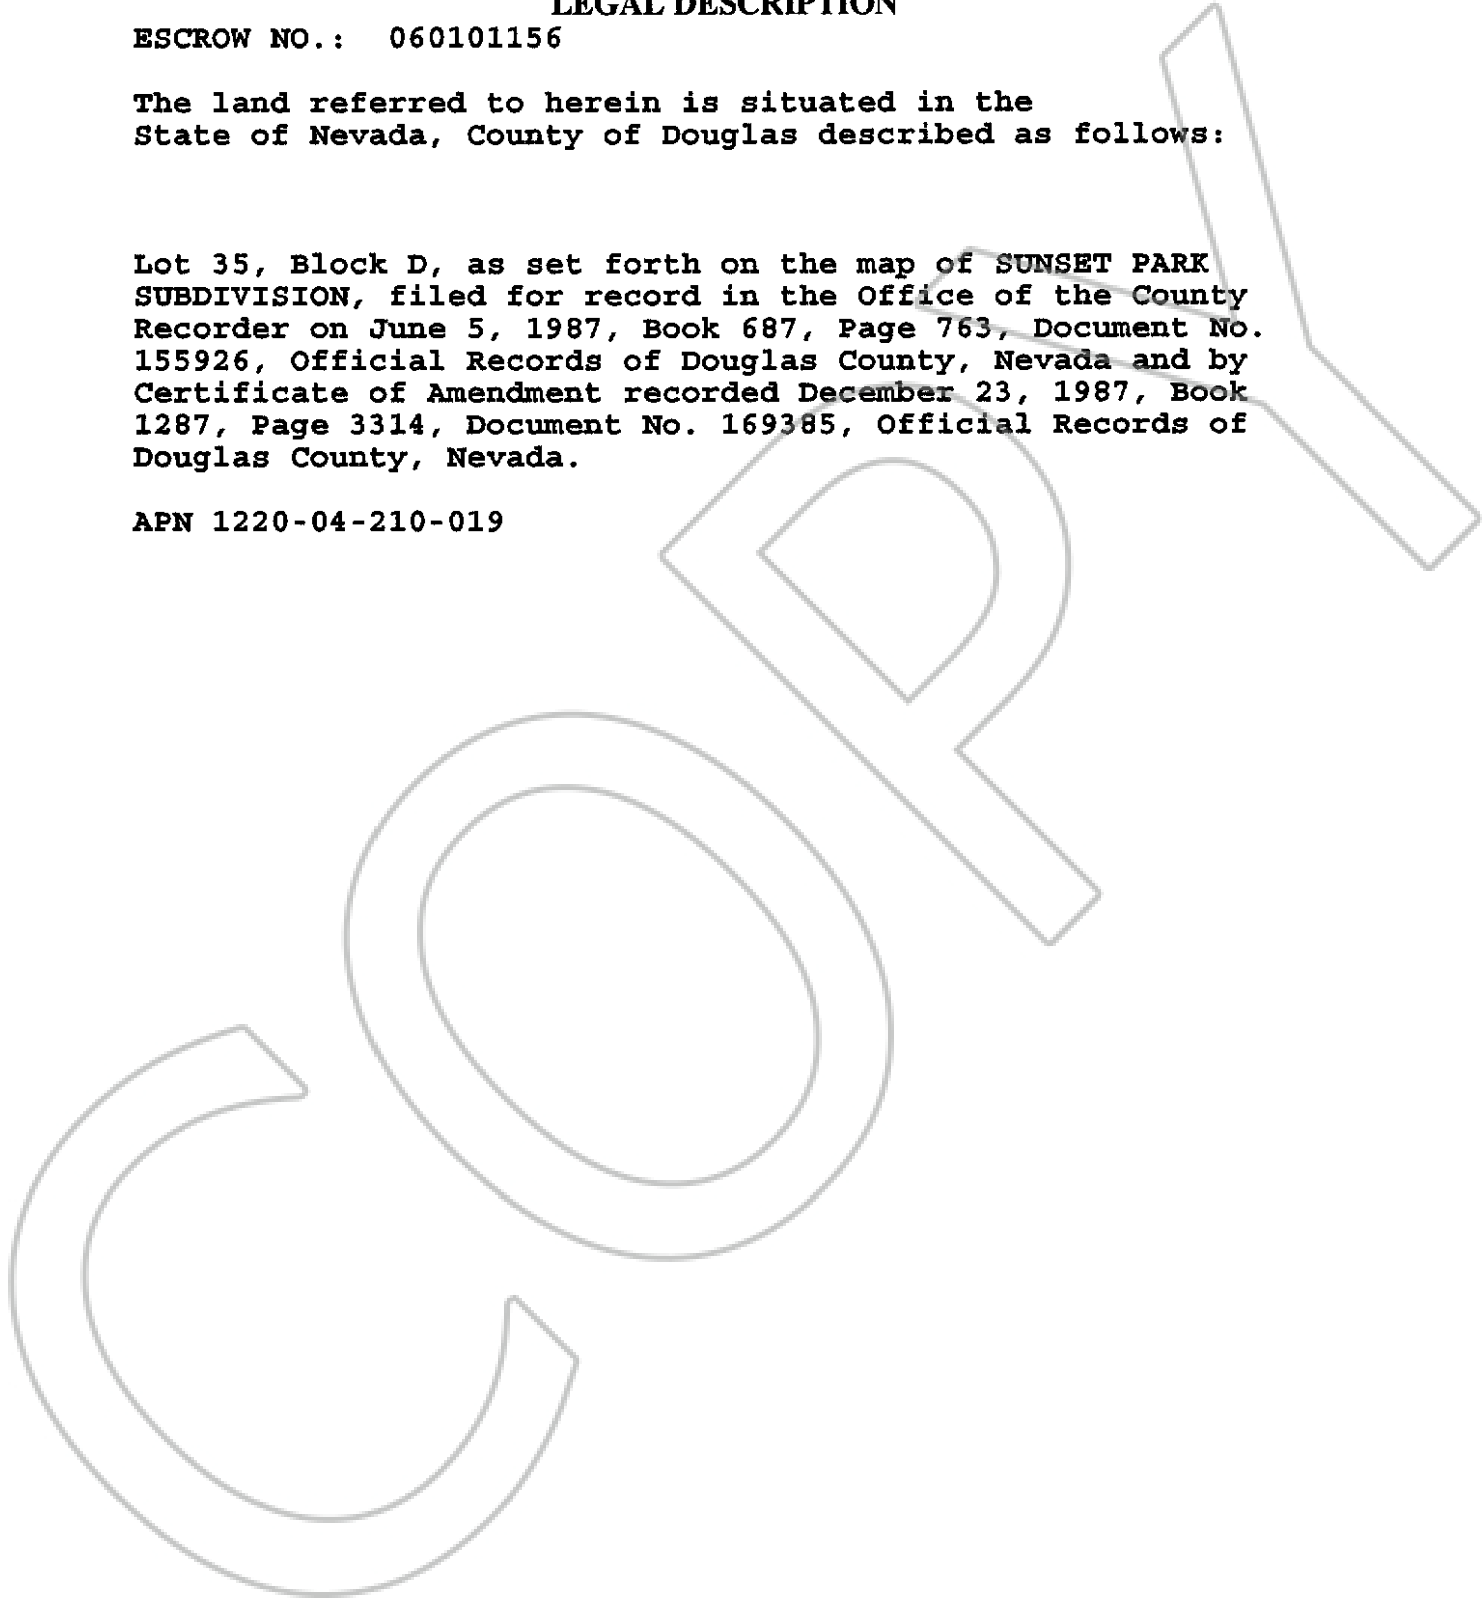 LEGAL DESCRIPTION
ESCROW NO.: 060101156
The land referred to herein is situated in the
State of Nevada, County of Douglas described as follows:
Lot 35, Block D, as set forth on the map of SUNSET PARK
SUBDIVISION, filed for record in the Office of the County
Recorder on June 5, 1987, Book 687, Page 763, Document No.
155926, Official Records of Douglas County, Nevada and by
Certificate of Amendment recorded December 23, 1987, Book
1287, Page 3314, Document No. 169385, Official Records of
Douglas County, Nevada.
APN 1220-04-210-019
COPY